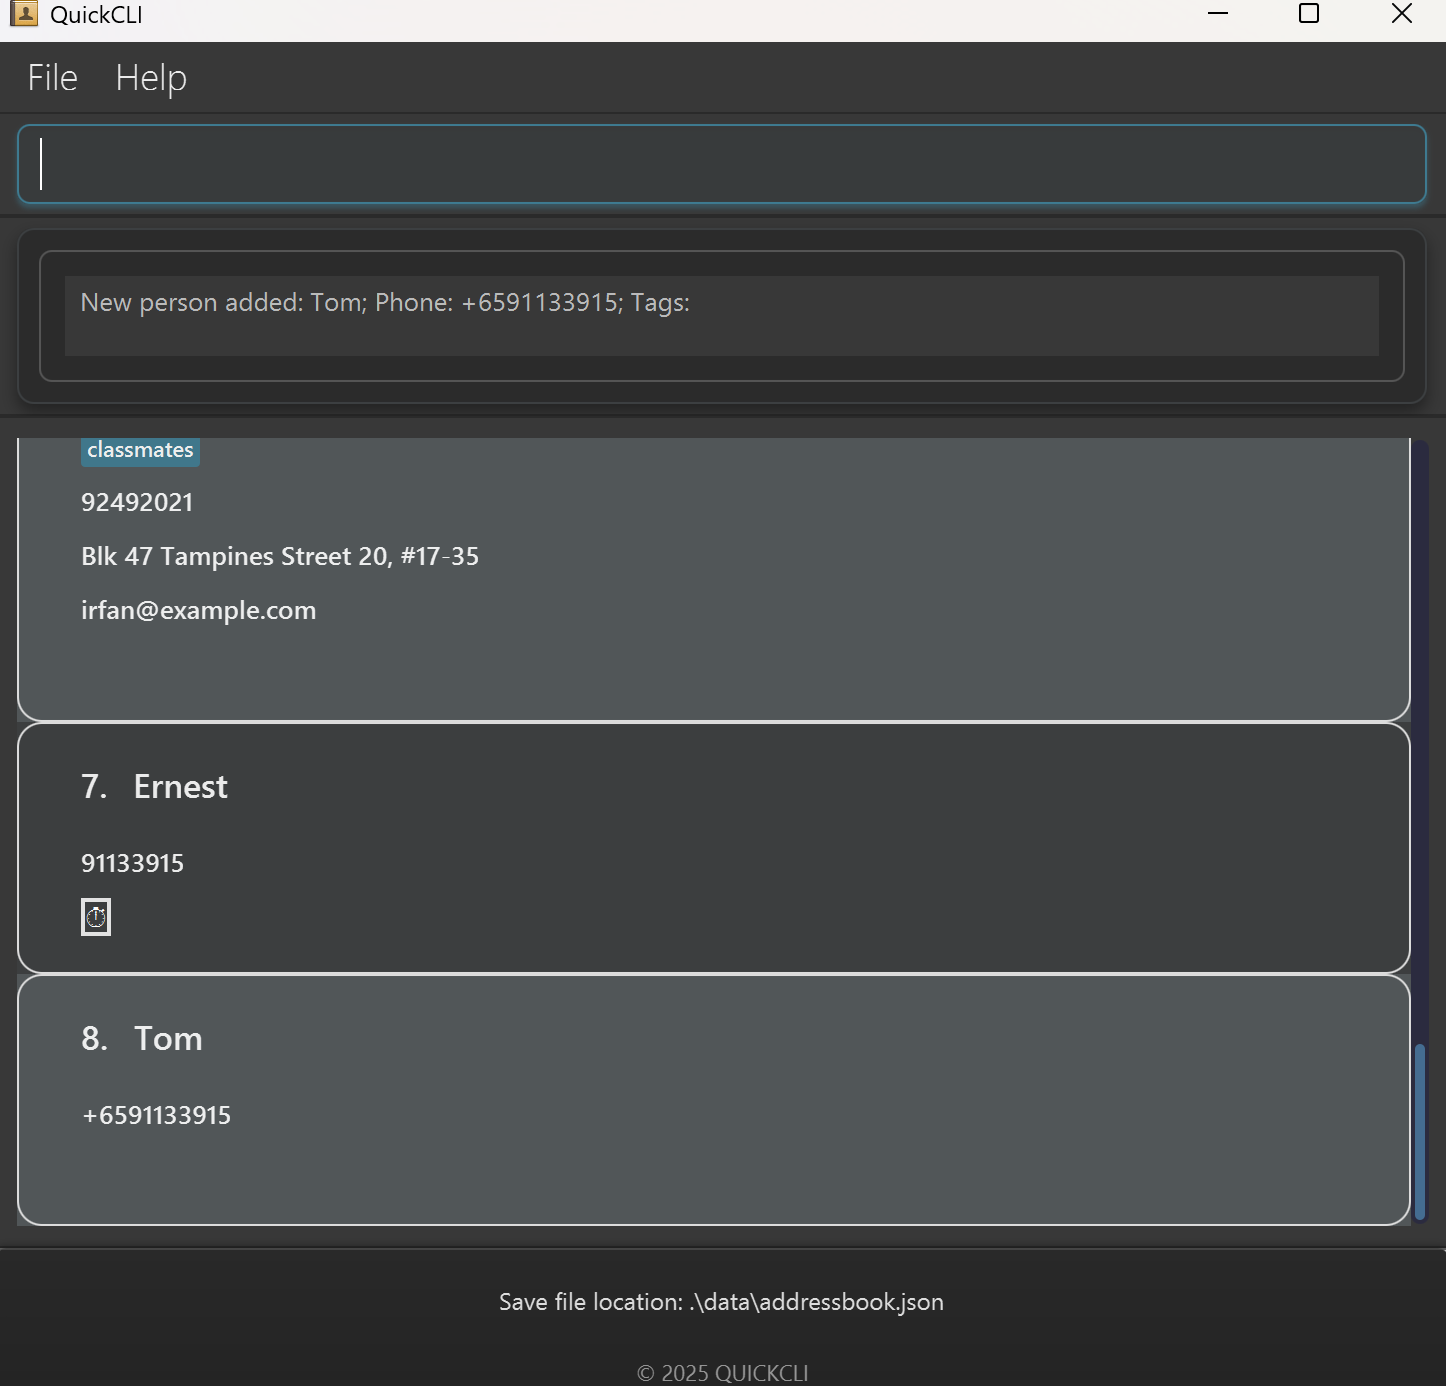 QuickCLI
File Help
New person added: Tom; Phone: +6591133915; Tags:
classmates
92492021
Blk 47 Tampines Street 20, #17-35
irfan@example.com
7. Ernest
91133915
8. Tom
+6591133915
Save file location: .\data\addressbook.json
© 2025 QUICKCLI